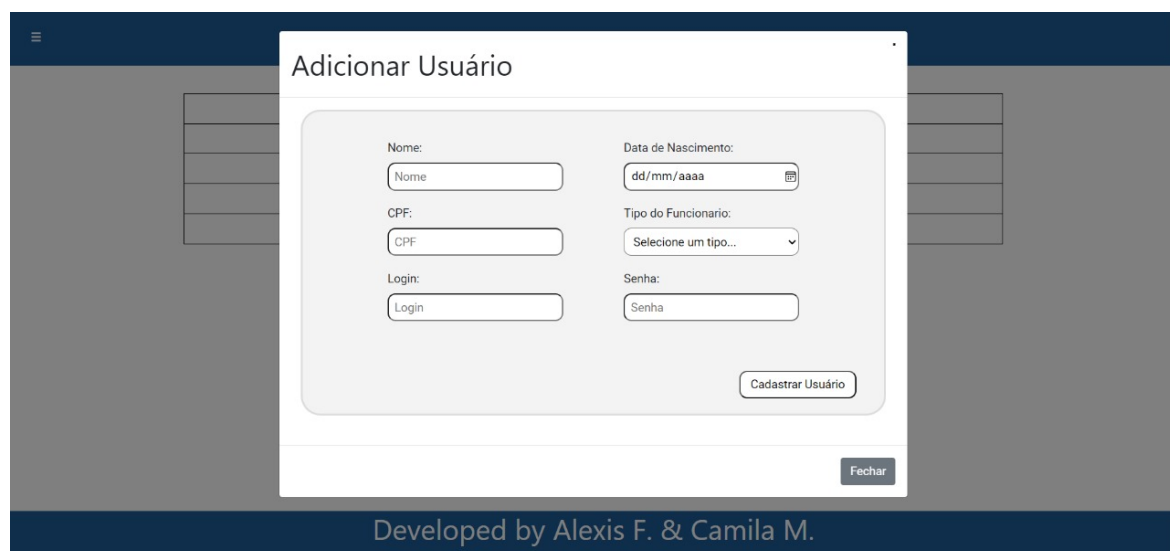 Adicionar Usuário
Nome:
Data de Nascimento:
Nome
dd/mm/aaaa
CPF:
Tipo do Funcionario:
CPF
Selecione um tipo...
Login:
Senha:
Login
Senha
Cadastrar Usuário
Fechar
Developed by Alexis F. & Camila M.